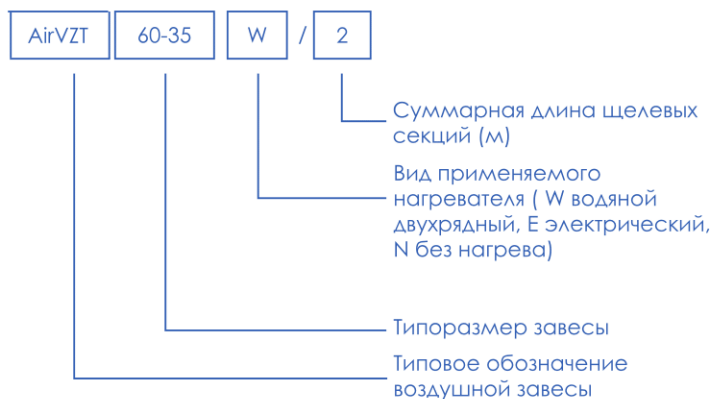 AirVZT 60-35 W / 2
Суммарная длина щелевых
секций (м)
Вид применяемого
нагревателя ( W водяной
двухрядный, E электрический,
N без нагрева)
Типоразмер завесы
Типовое обозначение
воздушной завесы